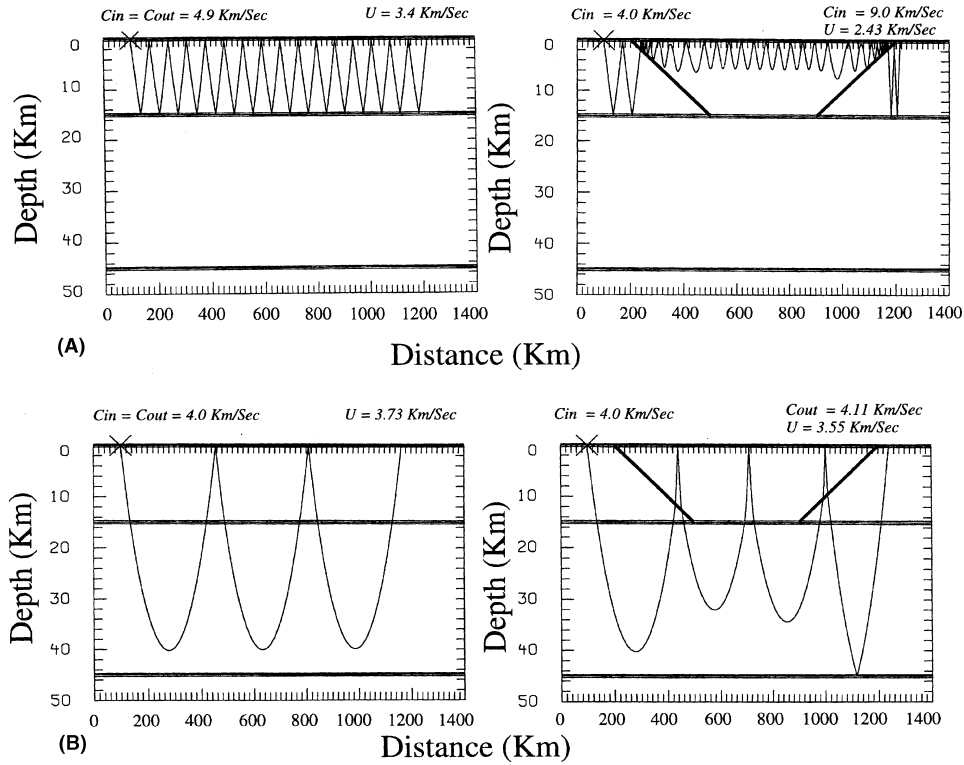 Cin = Cout = 4.9 Km/Sec U = 3.4 Km/Sec
Cin = 4.0 Km/Sec Cin = 9.0 Km/Sec
U = 2.43 Km/Sec
0 0
10 10
20 20
30 30
40 40
50 50
Depth (Km) Depth (Km)
0 200 400 600 800 1000 1200 1400 0 200 400 600 800 1000 1200 1400
(A)
Distance (Km)
Cin = Cout = 4.0 Km/Sec U = 3.73 Km/Sec
Cin = 4.0 Km/Sec Cout = 4.11 Km/Sec
U = 3.55 Km/Sec
0 0
10 10
20 20
30 30
40 40
50 50
Depth (Km) Depth (Km)
0 200 400 600 800 1000 1200 1400 0 200 400 600 800 1000 1200 1400
(B)
Distance (Km)